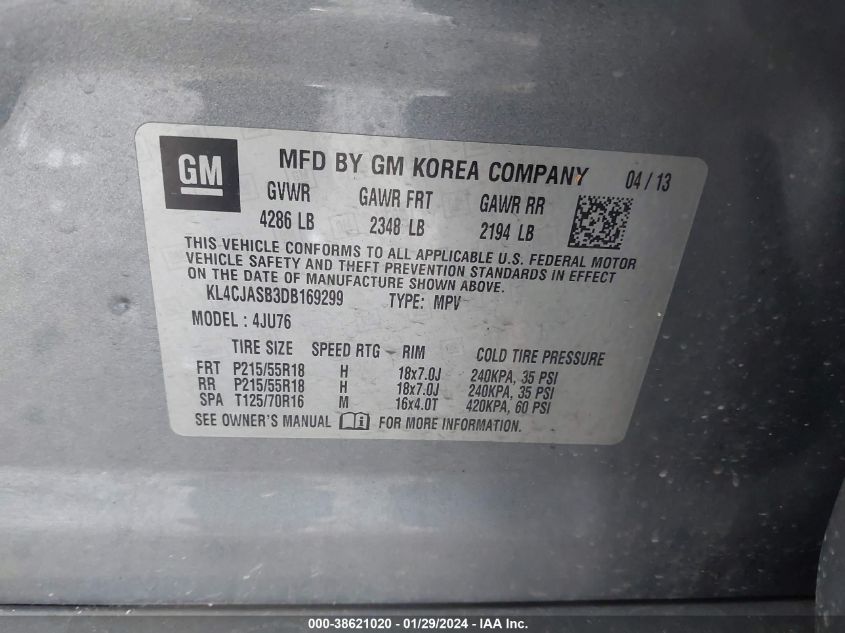 GM
MFD BY GM KOREA COMPANY 04 / 13
GVWR GAWR FRT GAWR RR
4286 LB 2348 LB 2194 LB
THIS VEHICLE CONFORMS TO ALL APPLICABLE U.S. FEDERAL MOTOR
VEHICLE SAFETY AND THEFT PREVENTION STANDARDS IN EFFECT
ON THE DATE OF MANUFACTURE SHOWN ABOVE.
KL4CJASB3DB169299 TYPE: MPV
MODEL : 4JU76
TIRE SIZE SPEED RTG RIM COLD TIRE PRESSURE
FRT P215/55R18 H 18x7.0J 240KPA, 35 PSI
RR P215/55R18 H 18x7.0J 240KPA, 35 PSI
SPA T125/70R16 M 16x4.0T 420KPA, 60 PSI
SEE OWNER'S MANUAL FOR MORE INFORMATION.
000-38621020 / 01/29/2024 - IAA Inc.